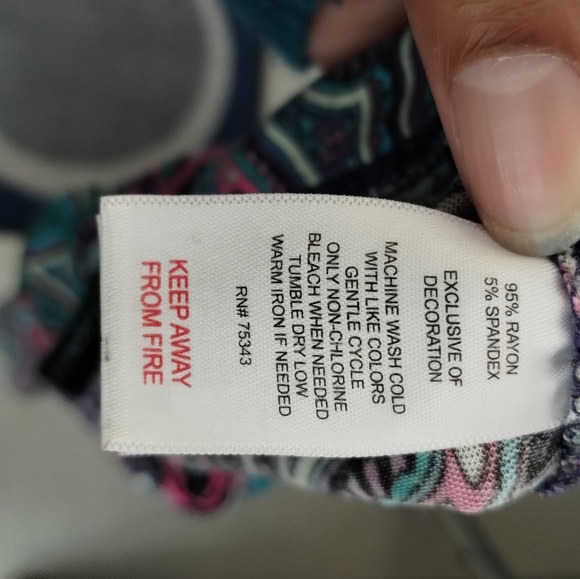 95% RAYON
5% SPANDEX
EXCLUSIVE OF
DECORATION
MACHINE WASH COLD
WITH LIKE COLORS
GENTLE CYCLE
ONLY NON-CHLORINE
BLEACH WHEN NEEDED
TUMBLE DRY LOW
WARM IRON IF NEEDED
RN# 75343
KEEP AWAY
FROM FIRE